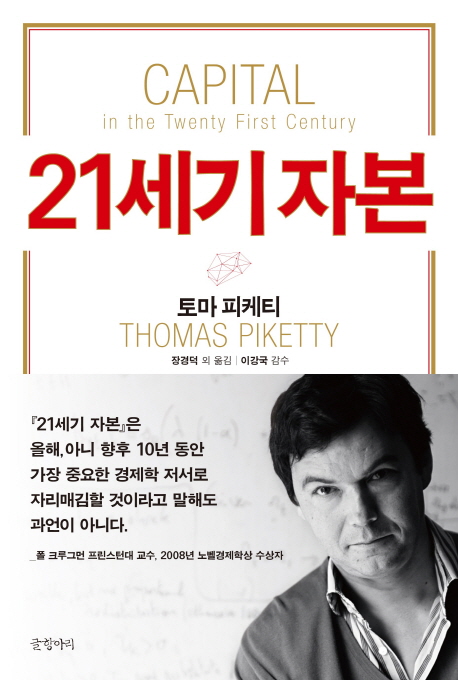 CAPITAL
in the Twenty First Century
21세기 자본
토마 피케티
THOMAS PIKETTY
장경덕 외 옮김 | 이강국 감수
『21세기 자본』은
올해, 아니 향후 10년 동안
가장 중요한 경제학 저서로
자리매김할 것이라고 말해도
과언이 아니다.
_폴 크루그먼 프린스턴대 교수, 2008년 노벨경제학상 수상자
글항아리